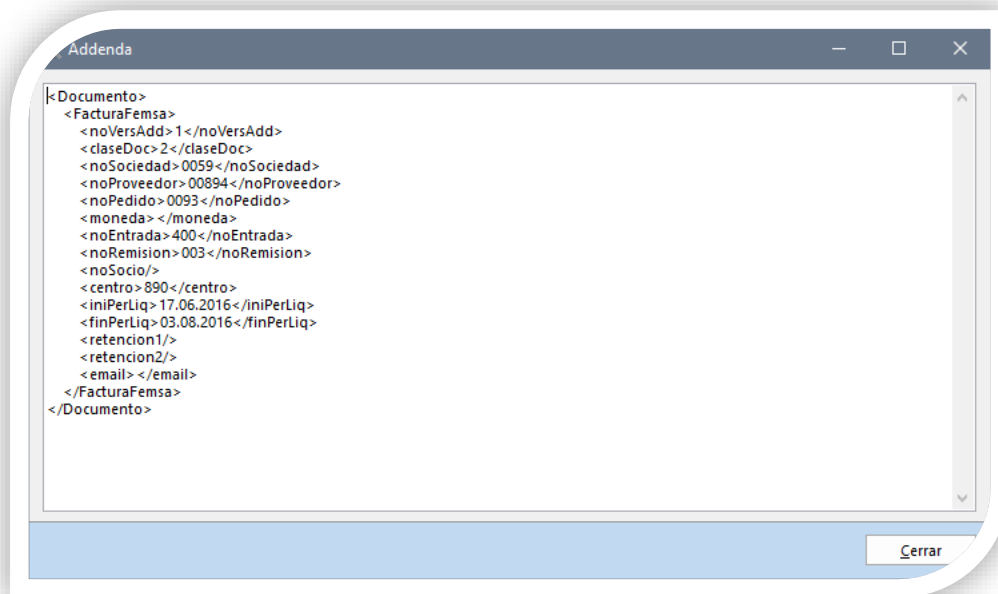 Addenda
<Documento>
<FacturaFemsa>
<noVersAdd>1</noVersAdd>
<claseDoc>2</claseDoc>
<noSociedad>0059</noSociedad>
<noProveedor>00894</noProveedor>
<noPedido>0093</noPedido>
<moneda></moneda>
<noEntrada>400</noEntrada>
<noRemision>003</noRemision>
<noSocio/>
<centro>890</centro>
<iniPerLiq>17.06.2016</iniPerLiq>
<finPerLiq>03.08.2016</finPerLiq>
<retencion1/>
<retencion2/>
<email></email>
</FacturaFemsa>
</Documento>
Cerrar